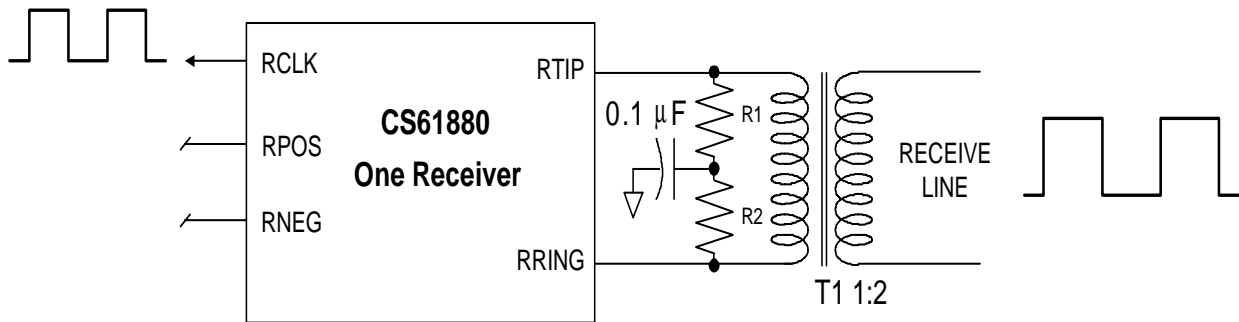 RCLK
RPOS
RNEG
CS61880
One Receiver
RTIP
RRING
0.1 μF
R1
R2
T1 1:2
RECEIVE
LINE